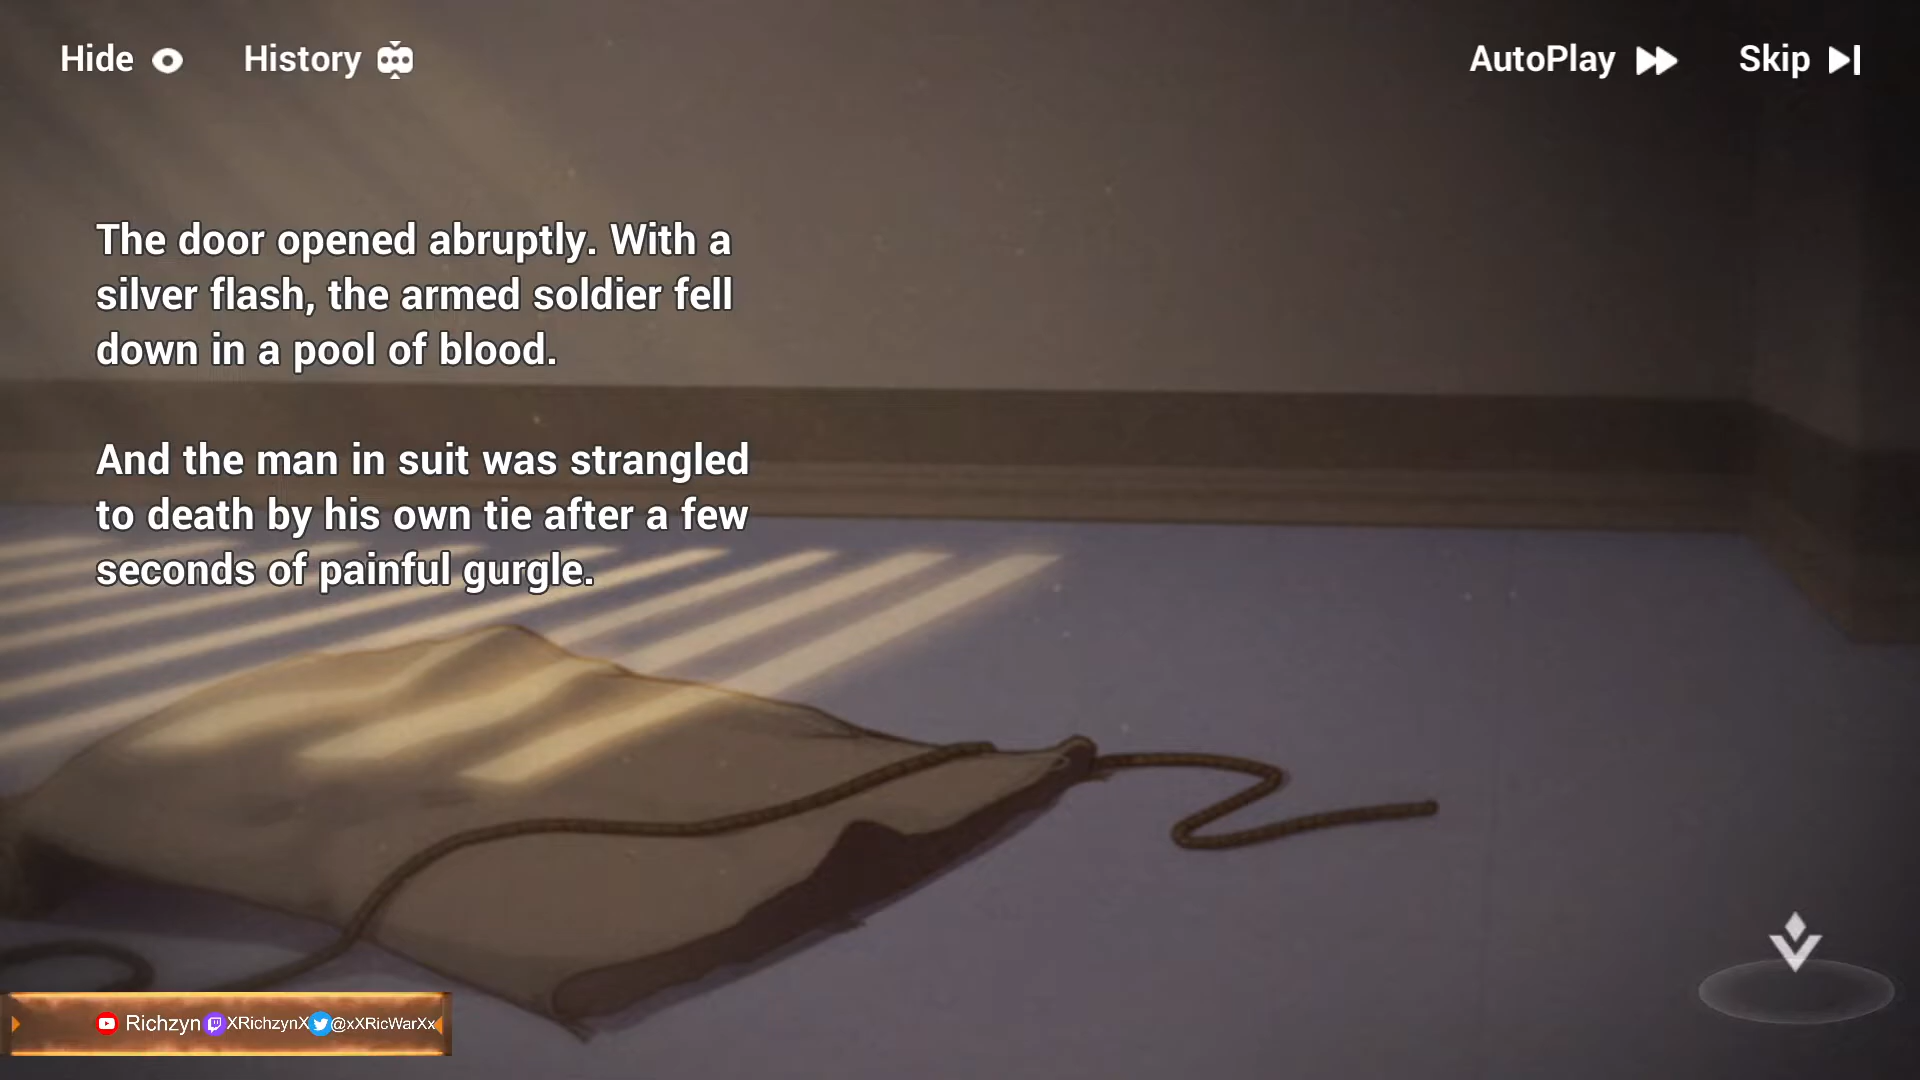 Hide
History
AutoPlay
Skip
The door opened abruptly. With a
silver flash, the armed soldier fell
down in a pool of blood.
And the man in suit was strangled
to death by his own tie after a few
seconds of painful gurgle.
Richzyn XRichzynX @xXRicWarXx